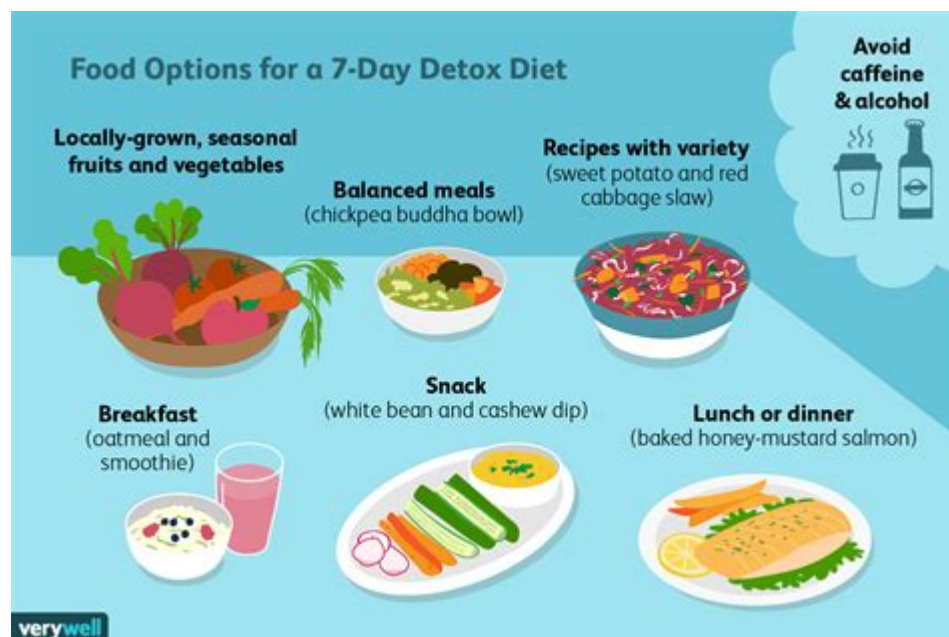 Food Options for a 7-Day Detox Diet
Avoid
caffeine
& alcohol
Locally-grown, seasonal
fruits and vegetables
Balanced meals
(chickpea buddha bowl)
Recipes with variety
(sweet potato and red
cabbage slaw)
Breakfast
(oatmeal and
smoothie)
Snack
(white bean and cashew dip)
Lunch or dinner
(baked honey-mustard salmon)
verywell